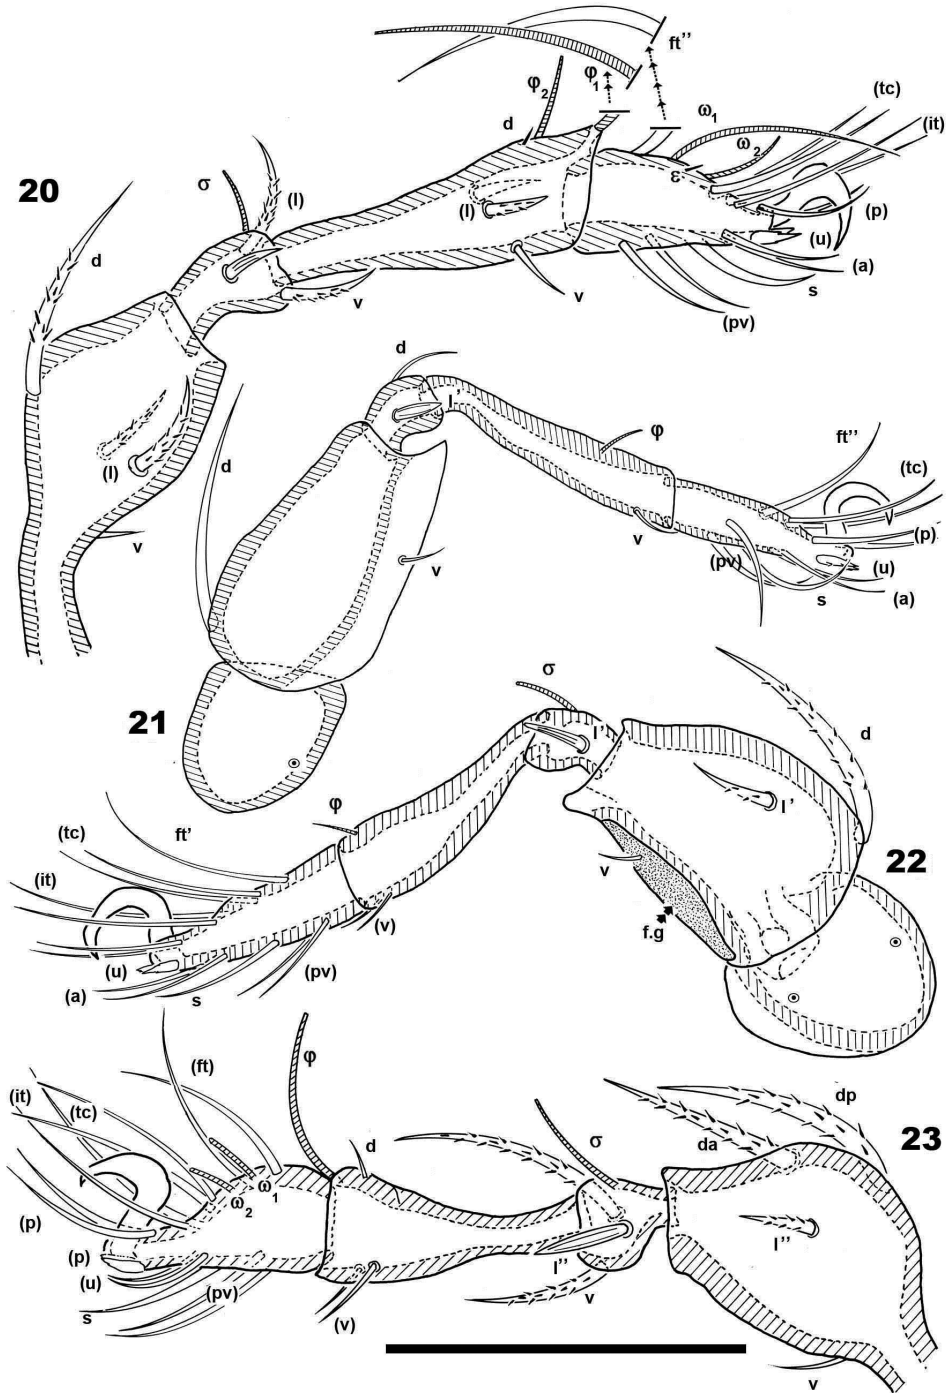 20
d
σ
(l)
(l)
v
v
d
φ2
φ1
ft''
ω1
ω2
ε
(l)
v
(tc)
(it)
(p)
(u)
(a)
s
(pv)
21
d
d
l'
v
φ
v
ft''
(tc)
(p)
(u)
(a)
(pv)
s
22
σ
l'
d
l'
v
f.g
φ
(v)
ft'
(tc)
(it)
(u)
(a)
s
(pv)
23
(it)
(tc)
(ft)
φ
d
σ
da
dp
ω1
ω2
(p)
(p)
(u)
s
(pv)
(v)
l''
v
l''
v